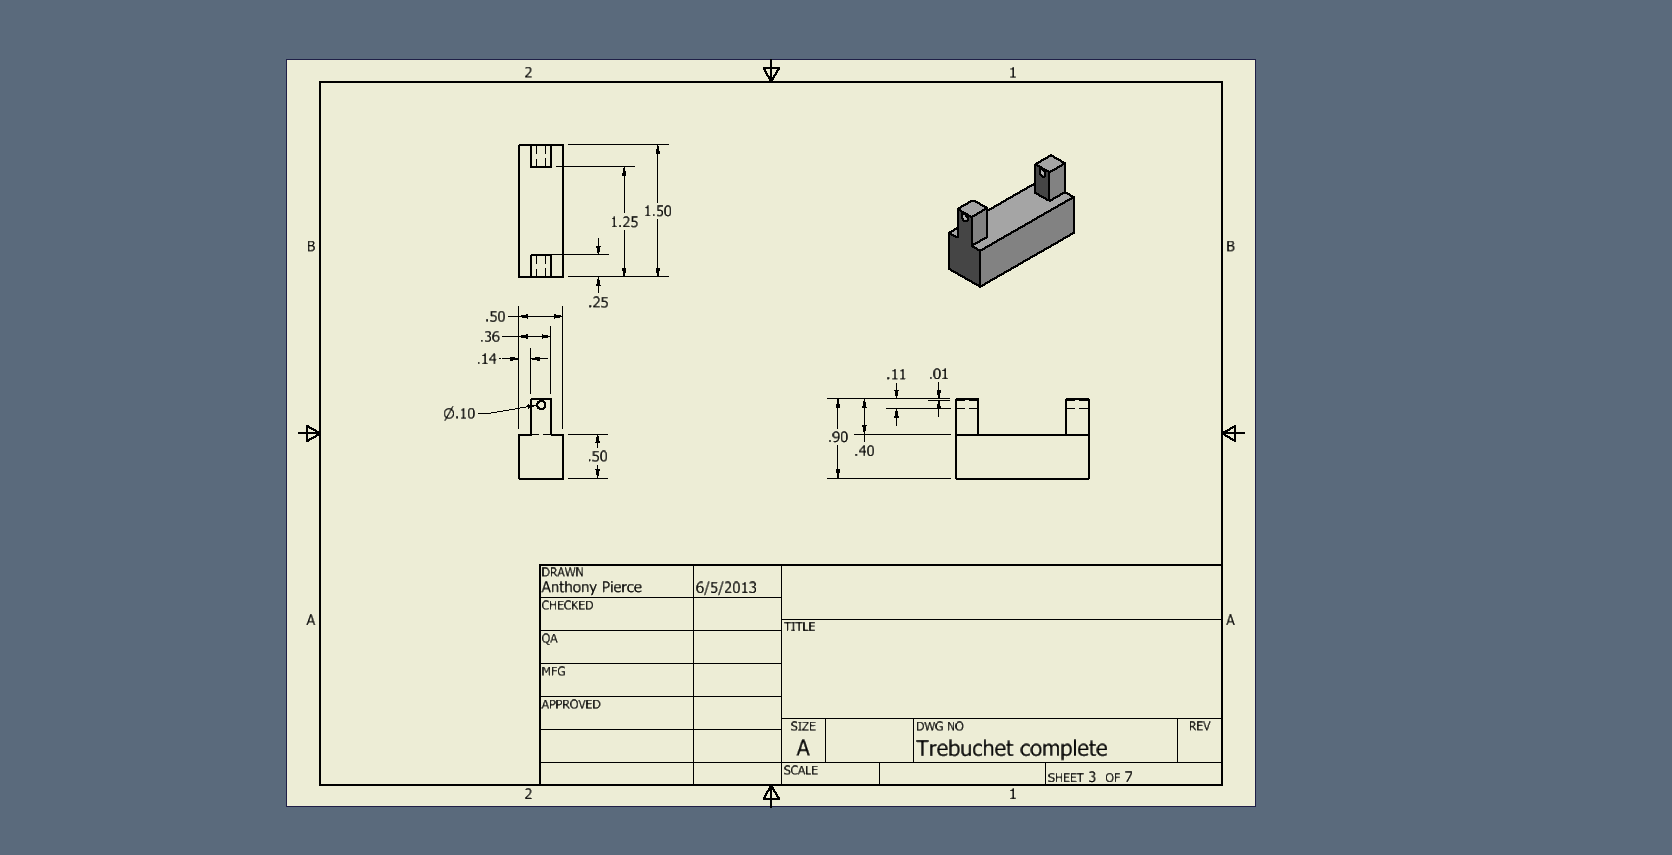 2
1
B
B
1.50
1.25
.25
.50
.36
.14
Ø.10
.50
.11
.01
.90
.40
A
A
DRAWN
Anthony Pierce
6/5/2013
CHECKED
QA
MFG
APPROVED
TITLE
SIZE
A
DWG NO
Trebuchet complete
REV
SCALE
SHEET 3 OF 7
2
1